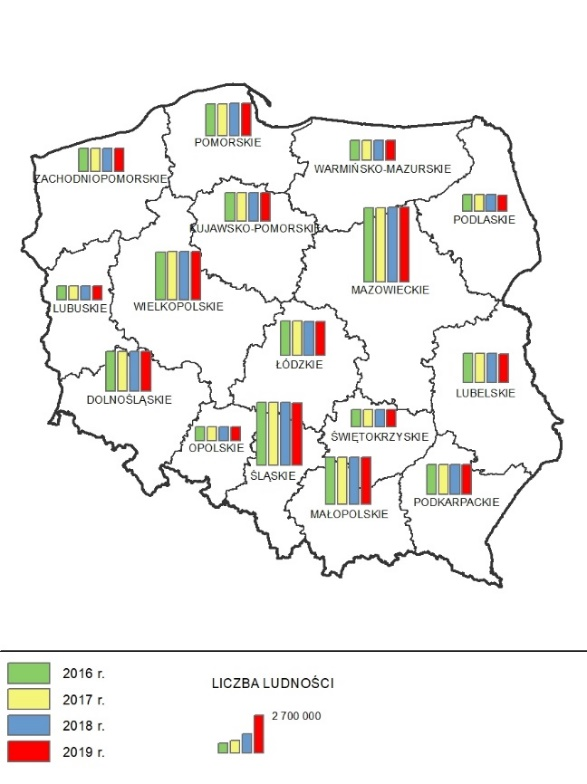 POMORSKIE
WARMIŃSKO-MAZURSKIE
ZACHODNIOPOMORSKIE
PODLASKIE
KUJAWSKO-POMORSKIE
MAZOWIECKIE
LUBUSKIE
WIELKOPOLSKIE
ŁÓDZKIE
LUBELSKIE
DOLNOŚLĄSKIE
ŚWIĘTOKRZYSKIE
OPOLSKIE
ŚLĄSKIE
PODKARPACKIE
MAŁOPOLSKIE
2016 r.
2017 r.
2018 r.
2019 r.
LICZBA LUDNOŚCI
2 700 000